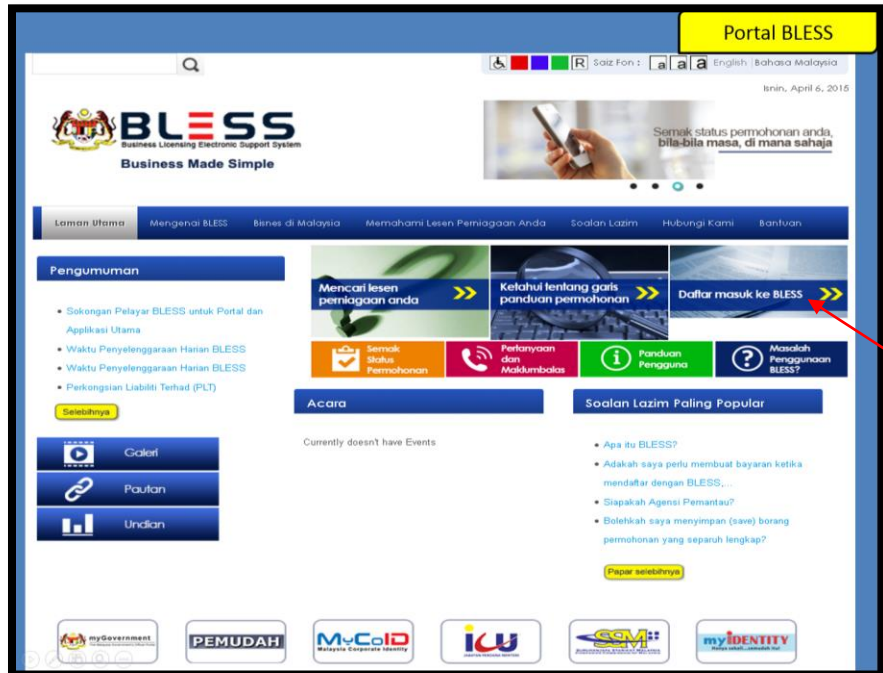 Portal BLESS
R Saiz Fon : a a a English | Bahasa Malaysia
Isnin, April 6, 2015
BLESS
Business Licensing Electronic Support System
Business Made Simple
Semak status permohonan anda,
bila-bila masa, di mana sahaja
Laman Utama Mengenai BLESS Bisnes di Malaysia Memahami Lesen Perniagaan Anda Soalan Lazim Hubungi Kami Bantuan
Pengumuman
Sokongan Pelayar BLESS untuk Portal dan
Applikasi Utama
Waktu Penyelenggaraan Harian BLESS
Waktu Penyelenggaraan Harian BLESS
Perkongsian Liabiliti Terhad (PLT)
Selebihnya
Mencari lesen
perniagaan anda
Ketahui tentang garis
panduan permohonan
Daftar masuk ke BLESS
Semak
Status
Permohonan
Pertanyaan
dan
Maklumbalas
Panduan
Pengguna
Masalah
Penggunaan
BLESS?
Galeri
Pautan
Undian
Acara
Currently doesn't have Events
Soalan Lazim Paling Popular
Apa itu BLESS?
Adakah saya perlu membuat bayaran ketika
mendaftar dengan BLESS,...
Siapakah Agensi Pemantau?
Bolehkah saya menyimpan (save) borang
permohonan yang separuh lengkap?
Papar selebihnya
myGovernment
PEMUDAH
MyCoID
Malaysia Corporate Identity
icu
SSM
myIDENTITY